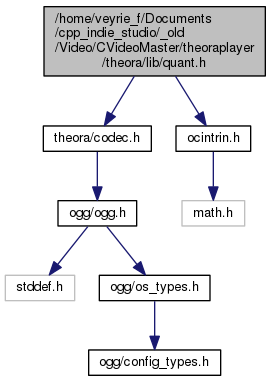 /home/veyrie_f/Documents
/cpp_indie_studio/_old
/Video/CVideoMaster/theoraplayer
/theora/lib/quant.h
theora/codec.h
ocintrin.h
ogg/ogg.h
math.h
stddef.h
ogg/os_types.h
ogg/config_types.h